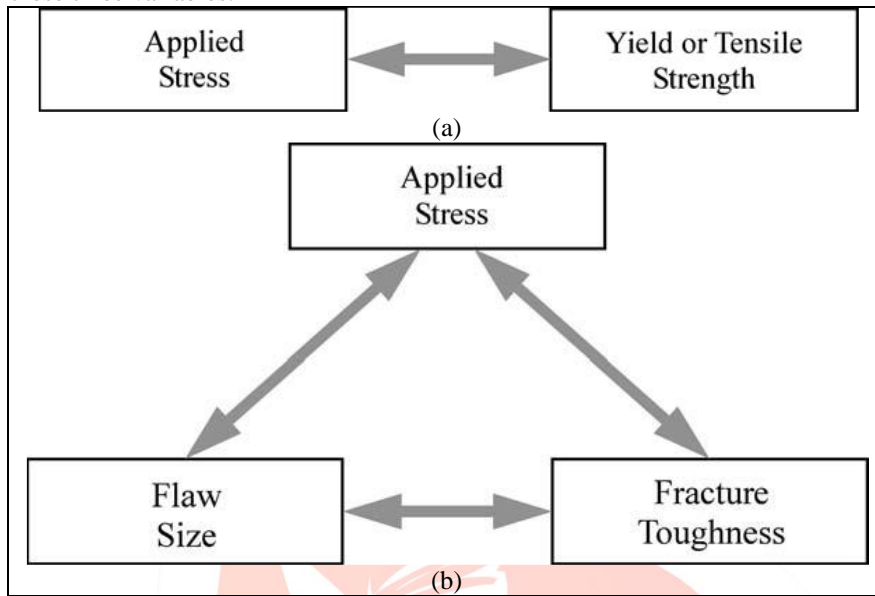 Applied
Stress
Yield or Tensile
Strength
(a)
Applied
Stress
Flaw
Size
Fracture
Toughness
(b)